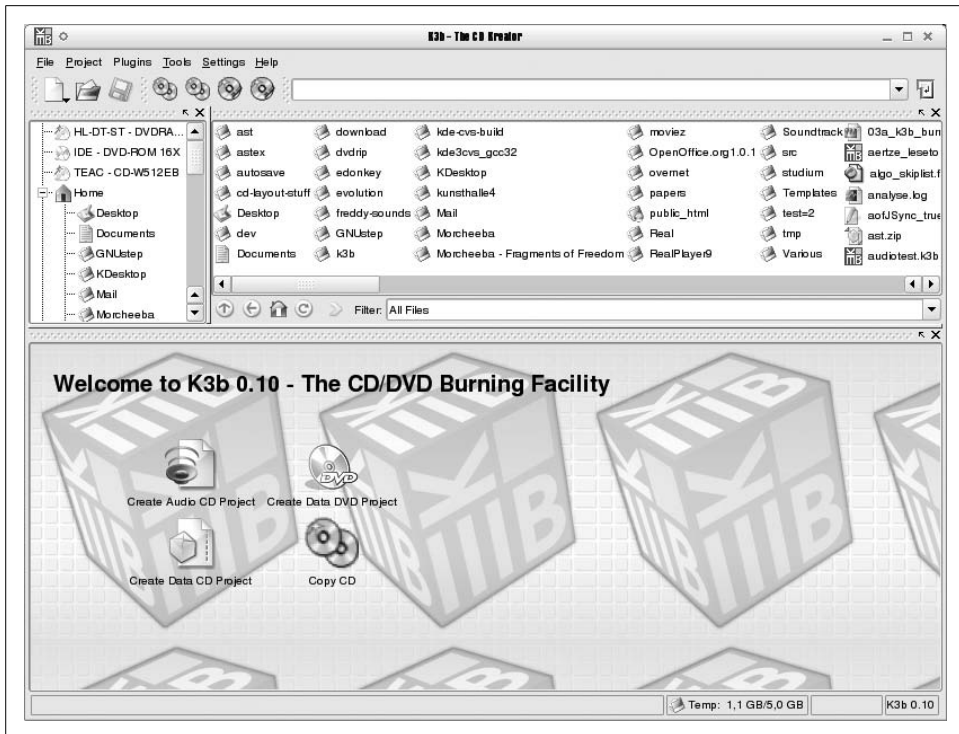 K3b - The CD Kreator
File Project Plugins Tools Settings Help
HL-DT-ST - DVDRA...
IDE - DVD-ROM 16X
TEAC - CD-W512EB
Home
Desktop
Documents
GNUstep
KDesktop
Mail
Morcheeba
ast download kde-cvs-build moviez Soundtrack 03a_k3b_bun
astex dvdrip kde3cvs_gcc32 OpenOffice.org1.0.1 src aertze_leseto
autosave edonkey KDesktop overnet studium algo_skiplist.f
cd-layout-stuff evolution kunsthalle4 papers Templates analyse.log
Desktop freddy-sounds Mail public_html test=2 aofJSync_true
dev GNUstep Morcheeba Real tmp ast.zip
Documents k3b Morcheeba - Fragments of Freedom RealPlayer9 Various audiotest.k3b
Filter: All Files
Welcome to K3b 0.10 - The CD/DVD Burning Facility
Create Audio CD Project Create Data DVD Project
Create Data CD Project Copy CD
Temp: 1,1 GB/5,0 GB K3b 0.10